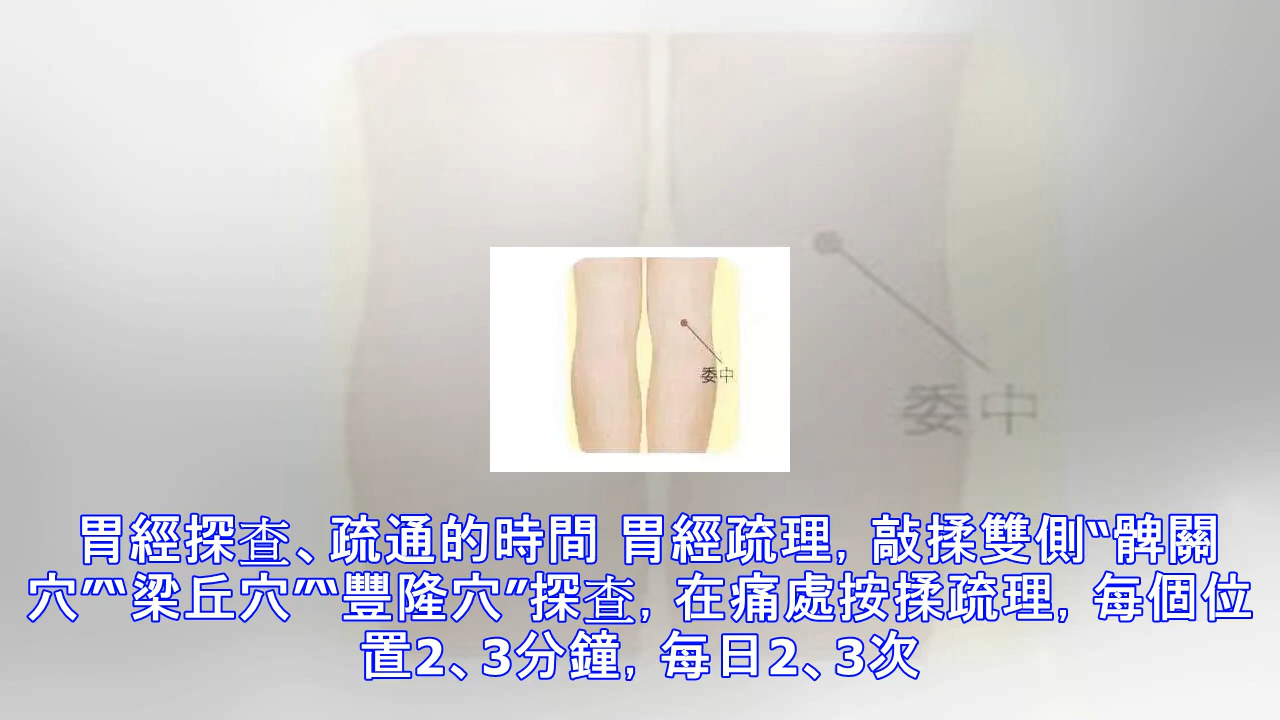 委中
委中
胃經探查、疏通的時間 胃經疏理, 敲揉雙側“髀關
穴”“梁丘穴”“豐隆穴”探查, 在痛處按揉疏理, 每個位
置2、3分鐘, 每日2、3次